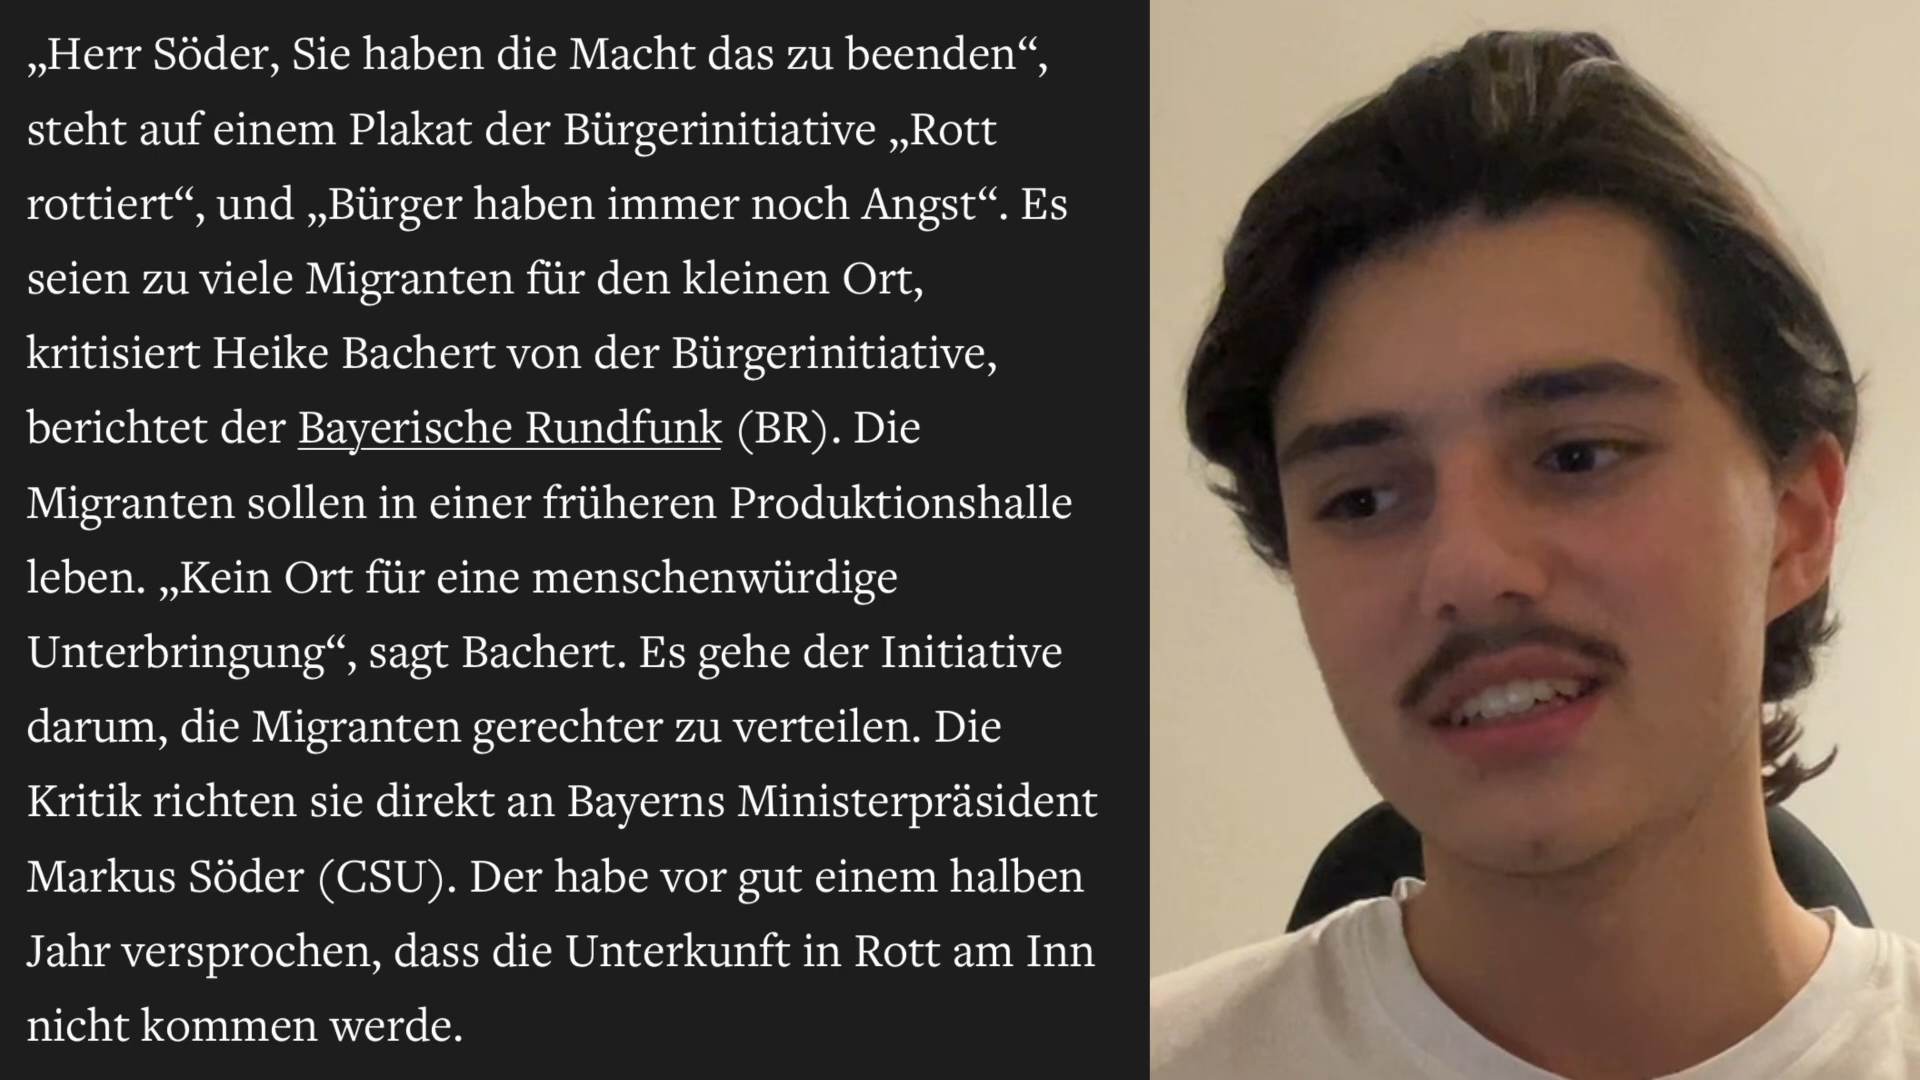 „Herr Söder, Sie haben die Macht das zu beenden“,
steht auf einem Plakat der Bürgerinitiative „Rott
rottiert“, und „Bürger haben immer noch Angst“. Es
seien zu viele Migranten für den kleinen Ort,
kritisiert Heike Bachert von der Bürgerinitiative,
berichtet der Bayerische Rundfunk (BR). Die
Migranten sollen in einer früheren Produktionshalle
leben. „Kein Ort für eine menschenwürdige
Unterbringung“, sagt Bachert. Es gehe der Initiative
darum, die Migranten gerechter zu verteilen. Die
Kritik richten sie direkt an Bayerns Ministerpräsident
Markus Söder (CSU). Der habe vor gut einem halben
Jahr versprochen, dass die Unterkunft in Rott am Inn
nicht kommen werde.